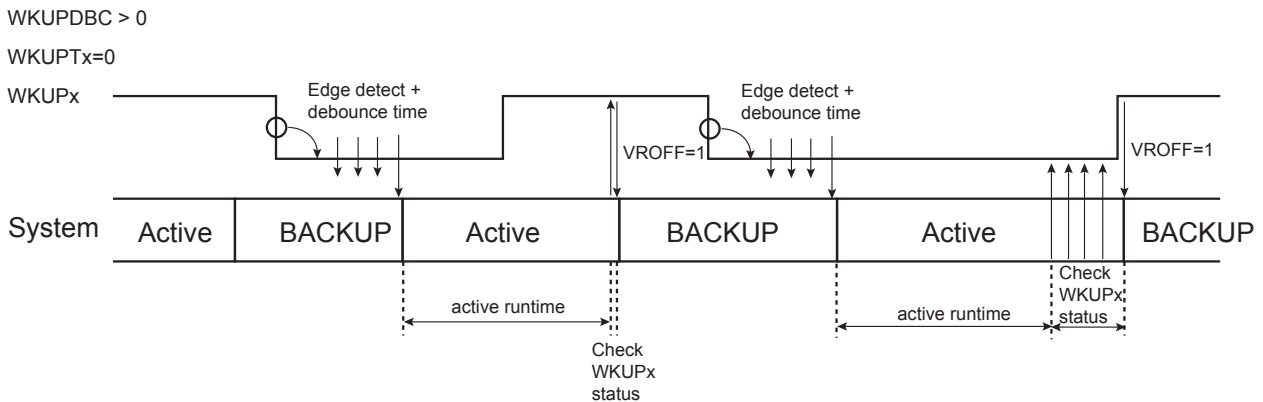 WKUPDBC > 0
WKUPTx=0
WKUPx
Edge detect +
debounce time
VROFF=1
Edge detect +
debounce time
VROFF=1
System
Active
BACKUP
Active
BACKUP
Active
BACKUP
active runtime
Check
WKUPx
status
active runtime
Check
WKUPx
status